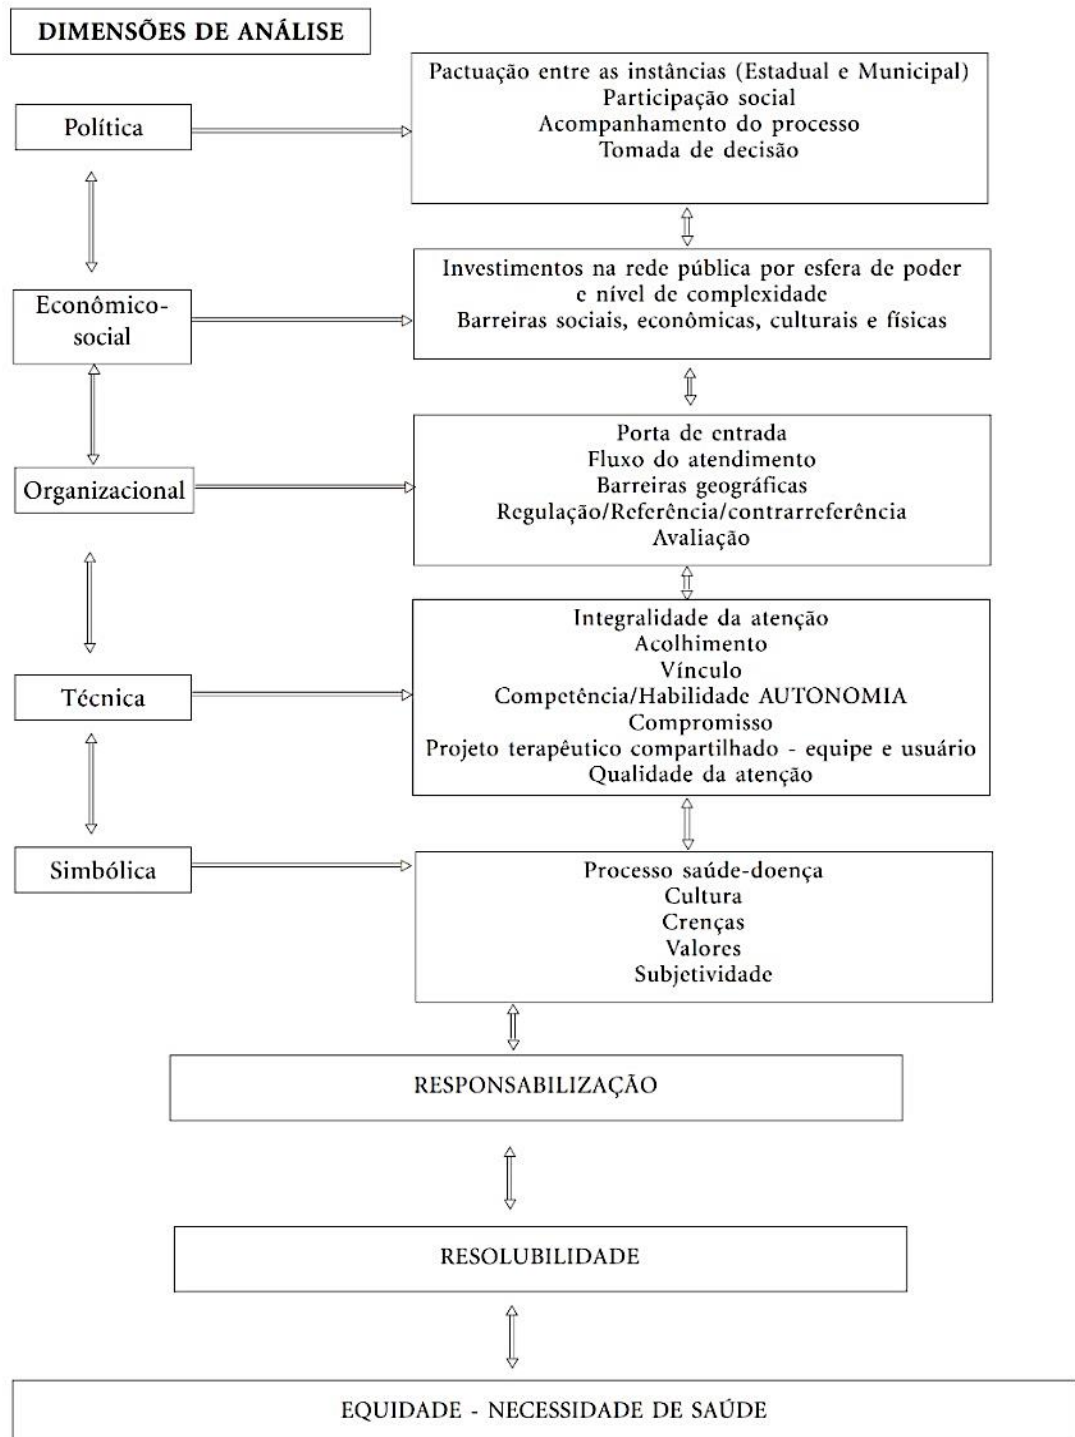 DIMENSÕES DE ANÁLISE
Política
Pactuação entre as instâncias (Estadual e Municipal)
Participação social
Acompanhamento do processo
Tomada de decisão
Econômico-
social
Investimentos na rede pública por esfera de poder
e nível de complexidade
Barreiras sociais, econômicas, culturais e físicas
Organizacional
Porta de entrada
Fluxo do atendimento
Barreiras geográficas
Regulação/Referência/contrarreferência
Avaliação
Técnica
Integralidade da atenção
Acolhimento
Vínculo
Competência/Habilidade AUTONOMIA
Compromisso
Projeto terapêutico compartilhado - equipe e usuário
Qualidade da atenção
Simbólica
Processo saúde-doença
Cultura
Crenças
Valores
Subjetividade
RESPONSABILIZAÇÃO
RESOLUBILIDADE
EQUIDADE - NECESSIDADE DE SAÚDE